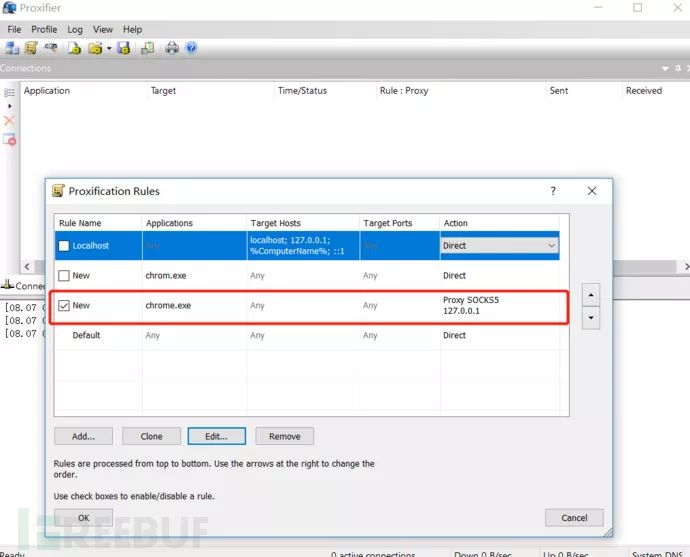 Proxifier
File Profile Log View Help
Connections
Application Target Time/Status Rule : Proxy Sent Received
Proxification Rules
Rule Name Applications Target Hosts Target Ports Action
Localhost Any localhost; 127.0.0.1; %ComputerName%; ::1 Any Direct
New chrom.exe Any Any Direct
New chrome.exe Any Any Proxy SOCKS5 127.0.0.1
Default Any Any Any Direct
Connec
[08.07
[08.07
[08.07
Add... Clone Edit... Remove
Rules are processed from top to bottom. Use the arrows at the right to change the
order.
Use check boxes to enable/disable a rule.
OK Cancel
REEBUF
Ready 0 active connections Down 0 B/sec Up 0 B/sec System DNS